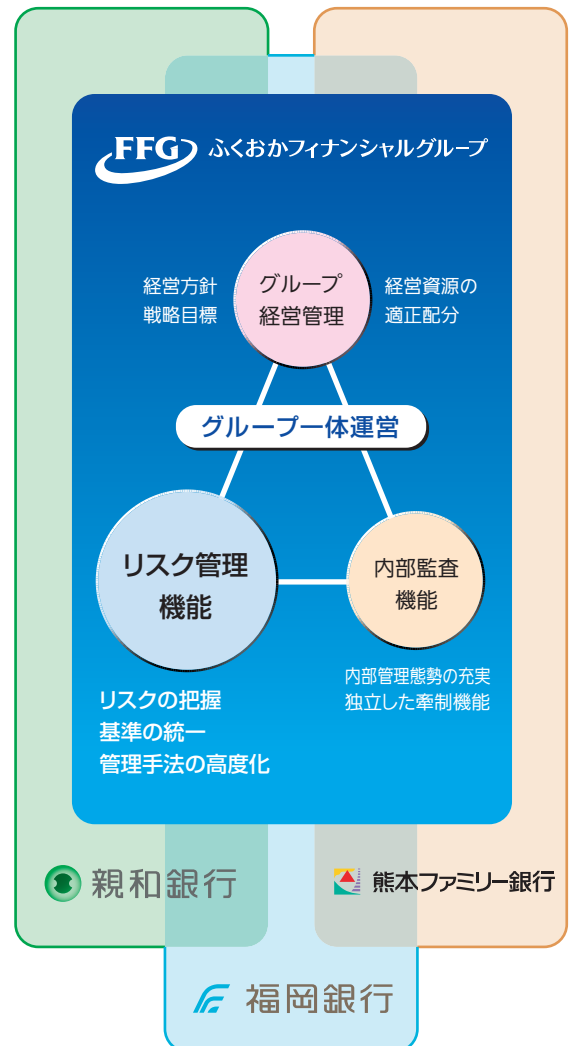 FFG ふくおかフィナンシャルグループ
経営方針
戦略目標
グループ
経営管理
経営資源の
適正配分
グループ一体運営
リスク管理
機能
内部監査
機能
リスクの把握
基準の統一
管理手法の高度化
内部管理態勢の充実
独立した牽制機能
親和銀行
熊本ファミリー銀行
福岡銀行